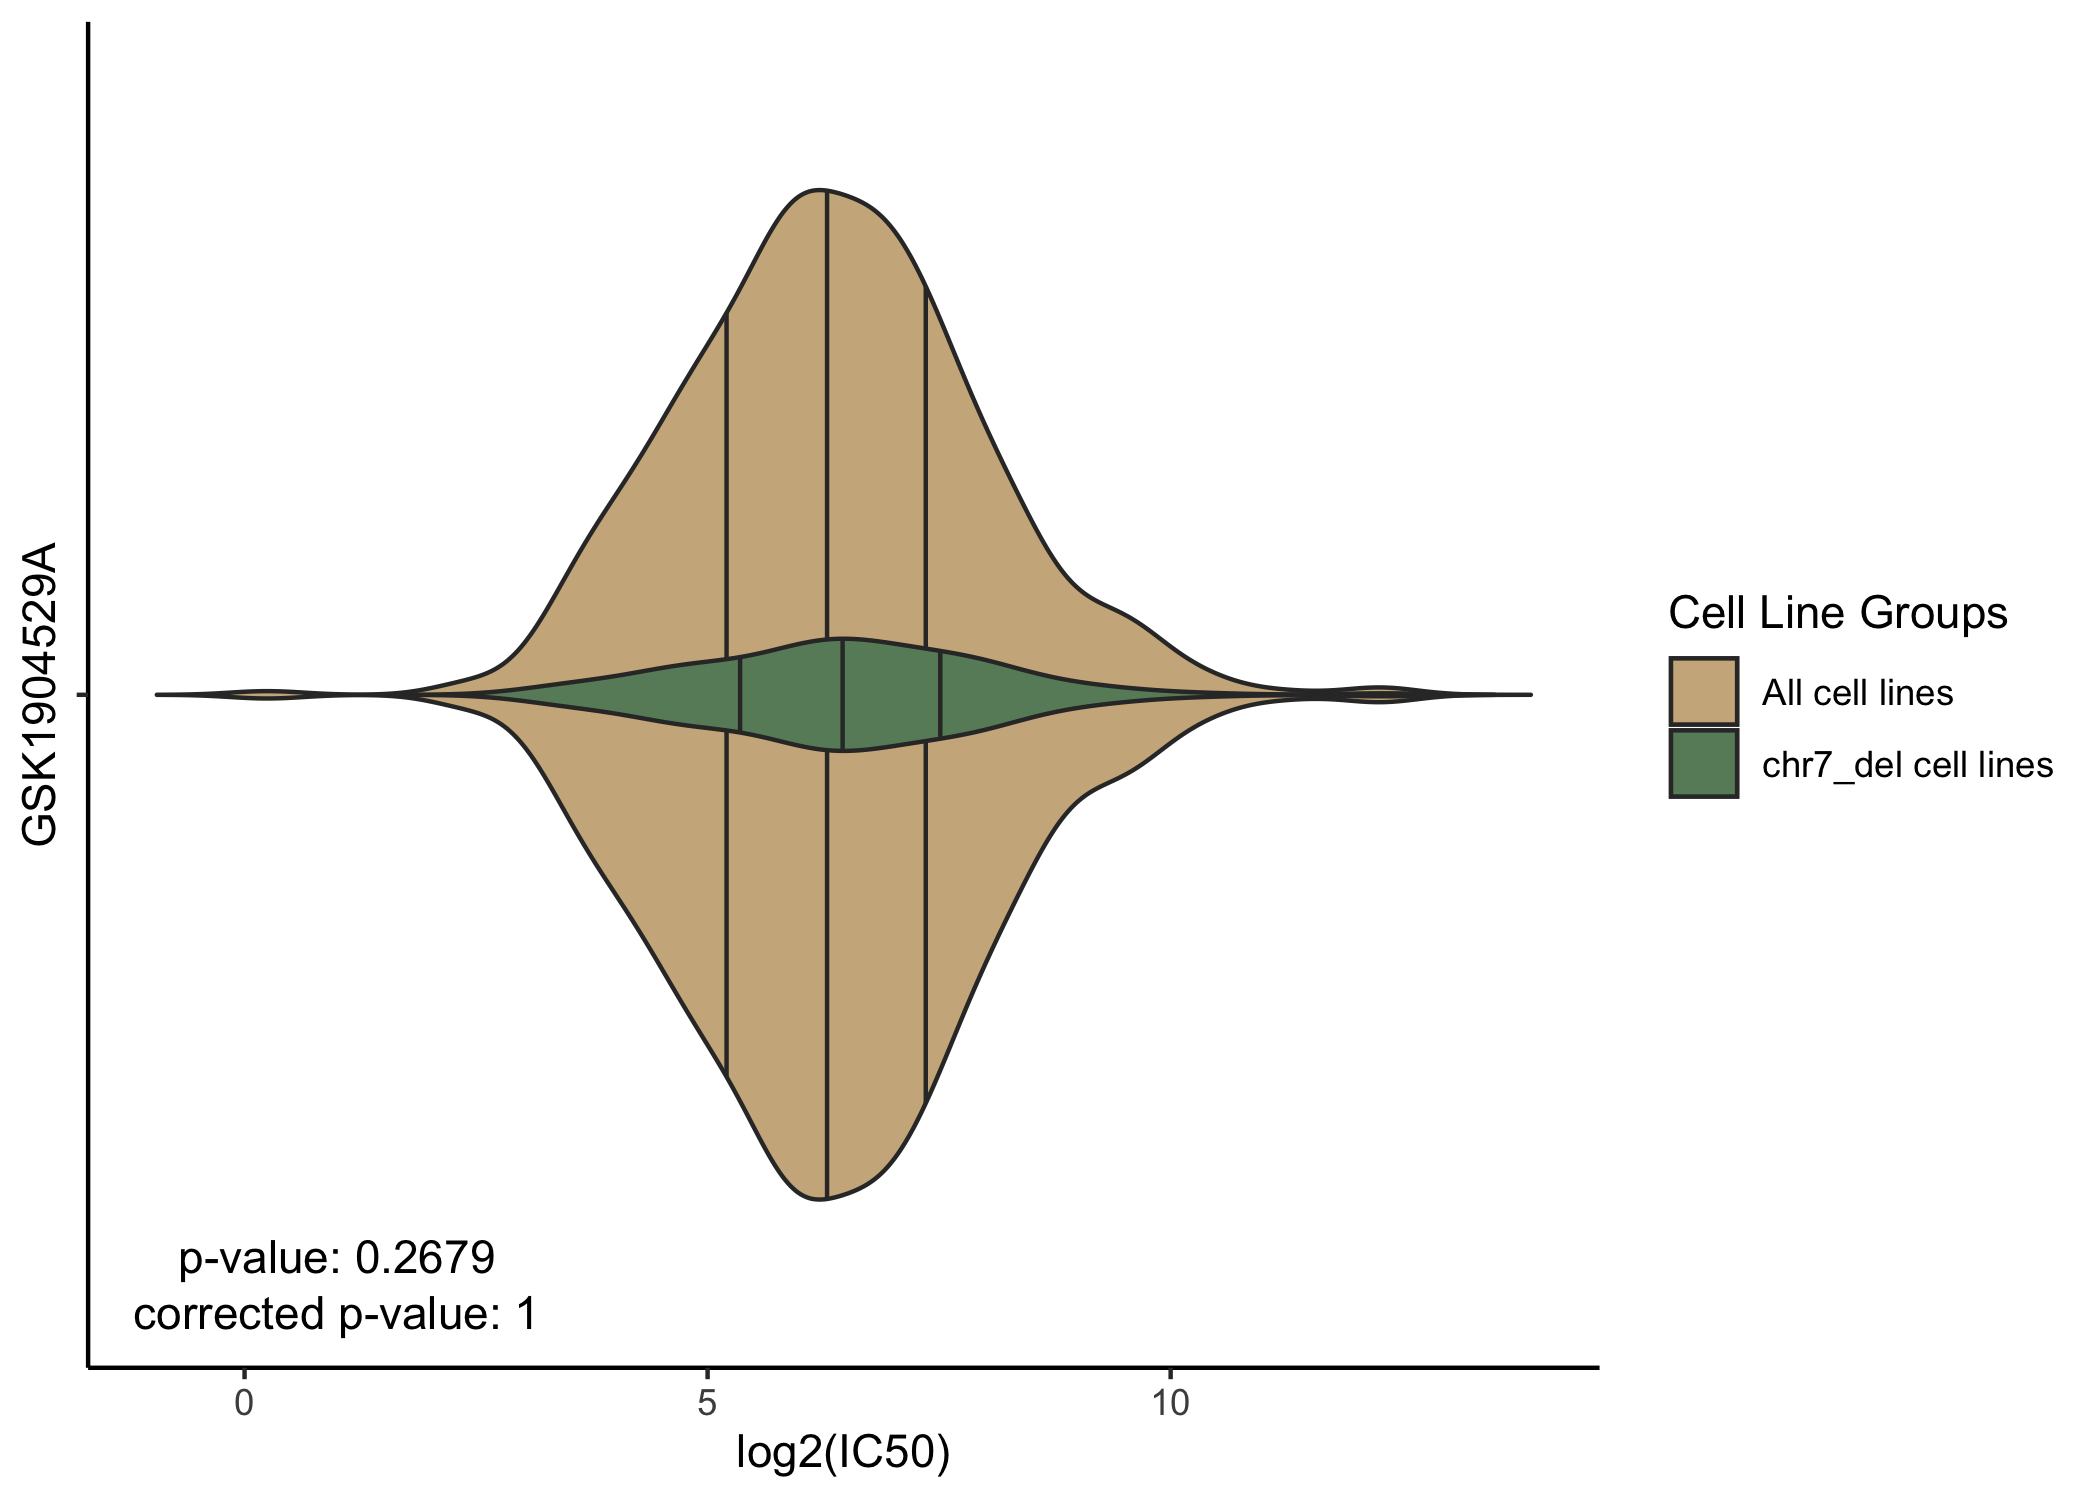 GSK1904529A
p-value: 0.2679
corrected p-value: 1
0 5 10
log2(IC50)
Cell Line Groups
All cell lines
chr7_del cell lines